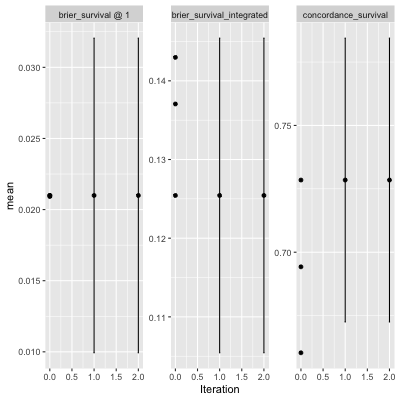 brier_survival @ 1
brier_survival_integrated
concordance_survival
mean
0.030
0.025
0.020
0.015
0.010
0.14
0.13
0.12
0.11
0.75
0.70
0.0 0.5 1.0 1.5 2.0
0.0 0.5 1.0 1.5 2.0
0.0 0.5 1.0 1.5 2.0
Iteration